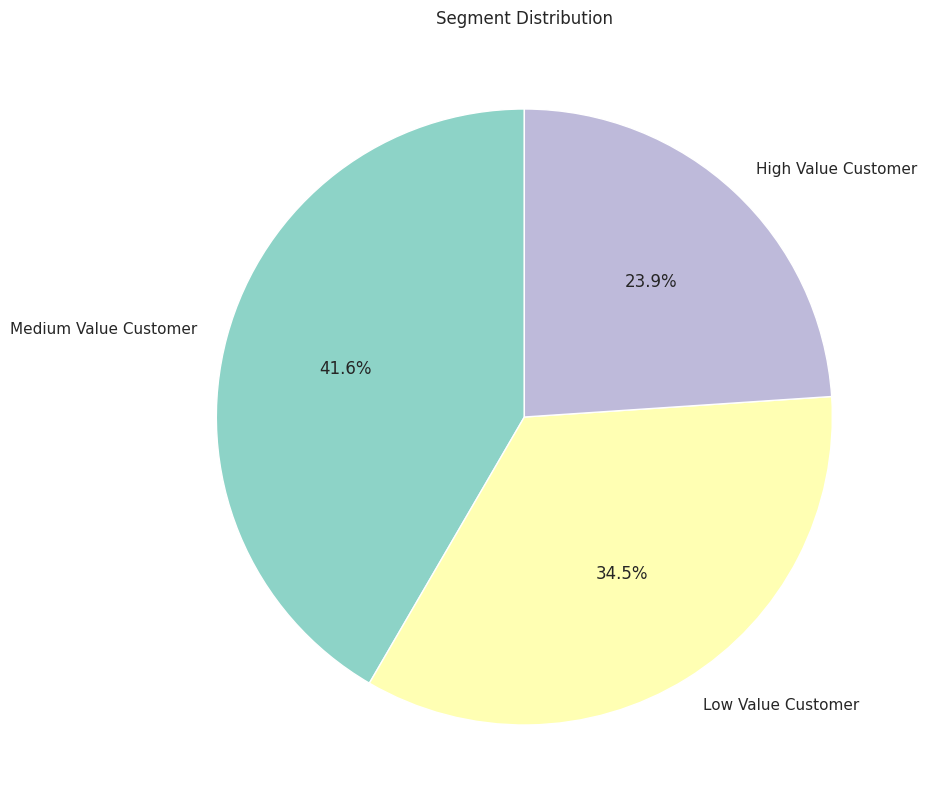 Segment Distribution
High Value Customer
23.9%
Medium Value Customer
41.6%
34.5%
Low Value Customer